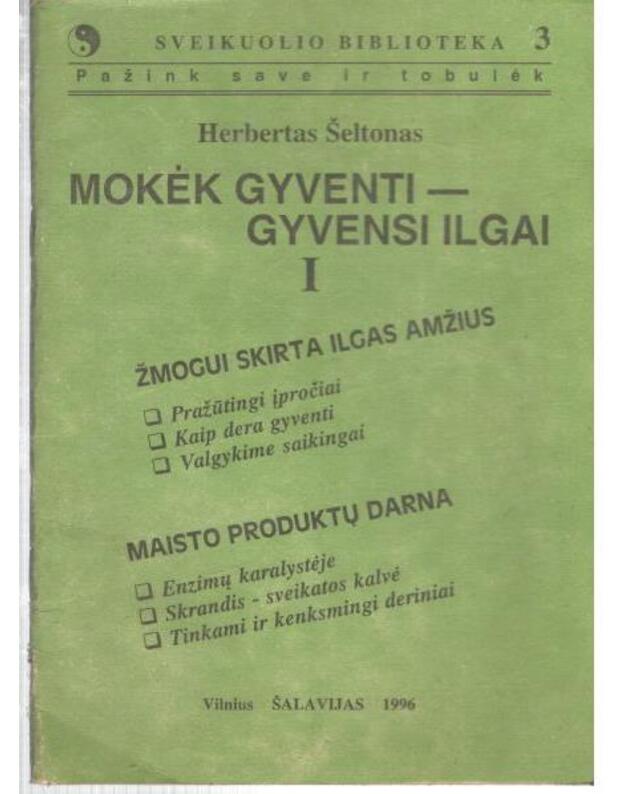 SVEIKUOLIO BIBLIOTEKA 3
Pažink save ir tobulėk
Herbertas Šeltonas
MOKĖK GYVENTI —
GYVENSI ILGAI
I
ŽMOGUI SKIRTA ILGAS AMŽIUS
❏ Pražūtingi įpročiai
❏ Kaip dera gyventi
❏ Valgykime saikingai
MAISTO PRODUKTŲ DARNA
❏ Enzimų karalystėje
❏ Skrandis - sveikatos kalvė
❏ Tinkami ir kenksmingi deriniai
Vilnius ŠALAVIJAS 1996